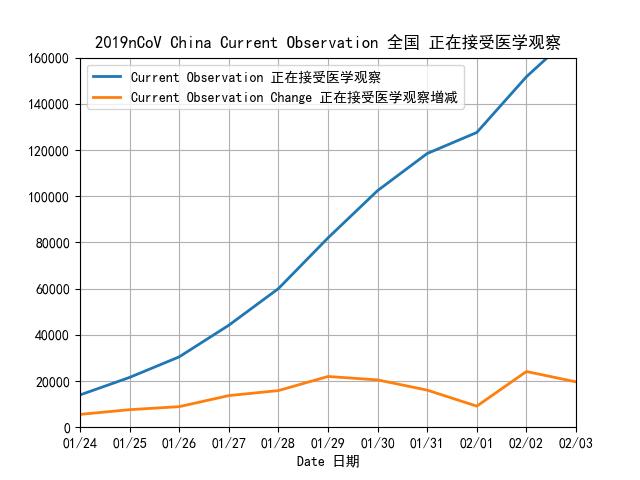 2019nCoV China Current Observation 全国 正在接受医学观察
160000
Current Observation 正在接受医学观察
Current Observation Change 正在接受医学观察增减
140000
120000
100000
80000
60000
40000
20000
0
01/24 01/25 01/26 01/27 01/28 01/29 01/30 01/31 02/01 02/02 02/03
Date 日期